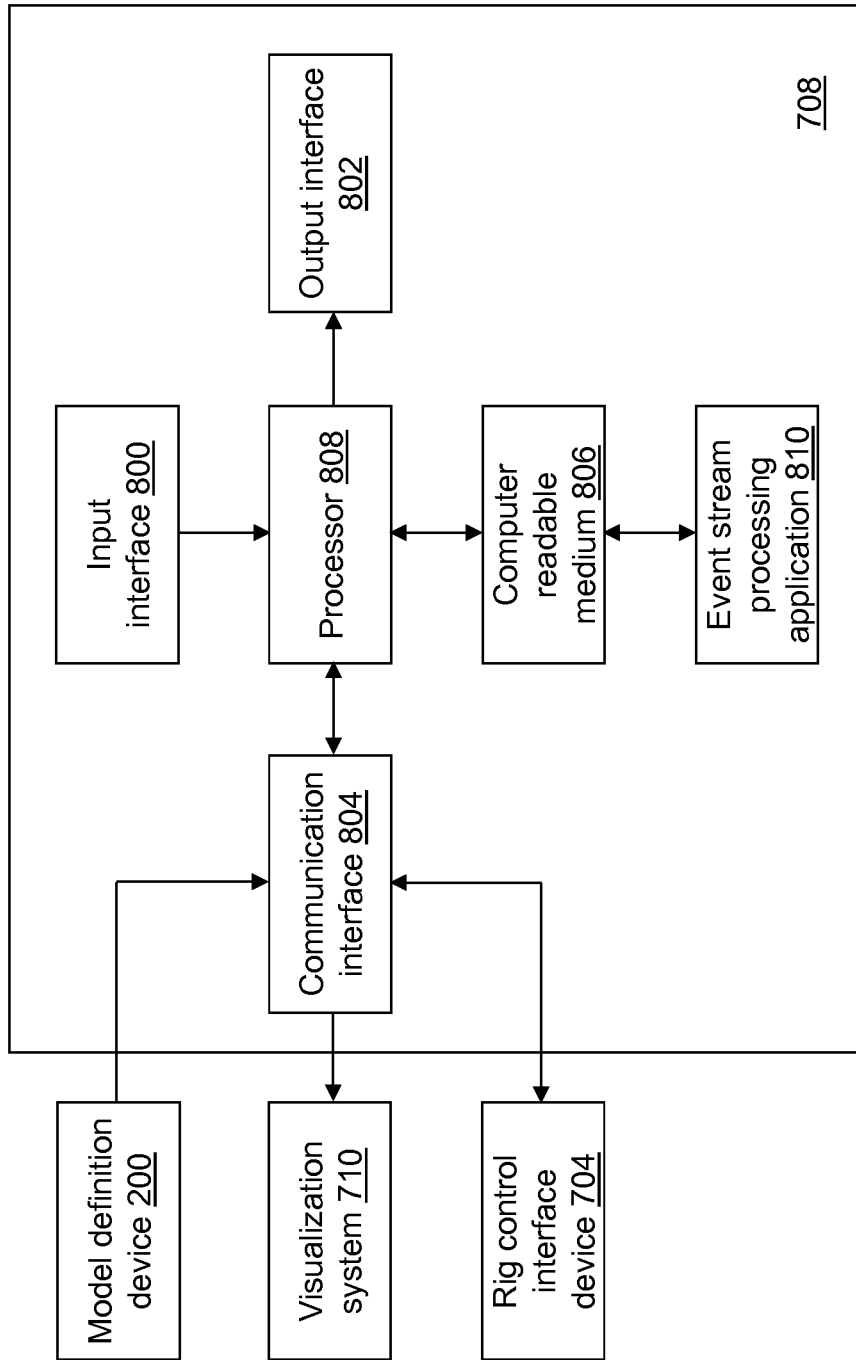 Model definition
device 200
Visualization
system 710
Rig control
interface
device 704
Communication
interface 804
Input
interface 800
Processor 808
Computer
readable
medium 806
Event stream
processing
application 810
Output interface
802
708